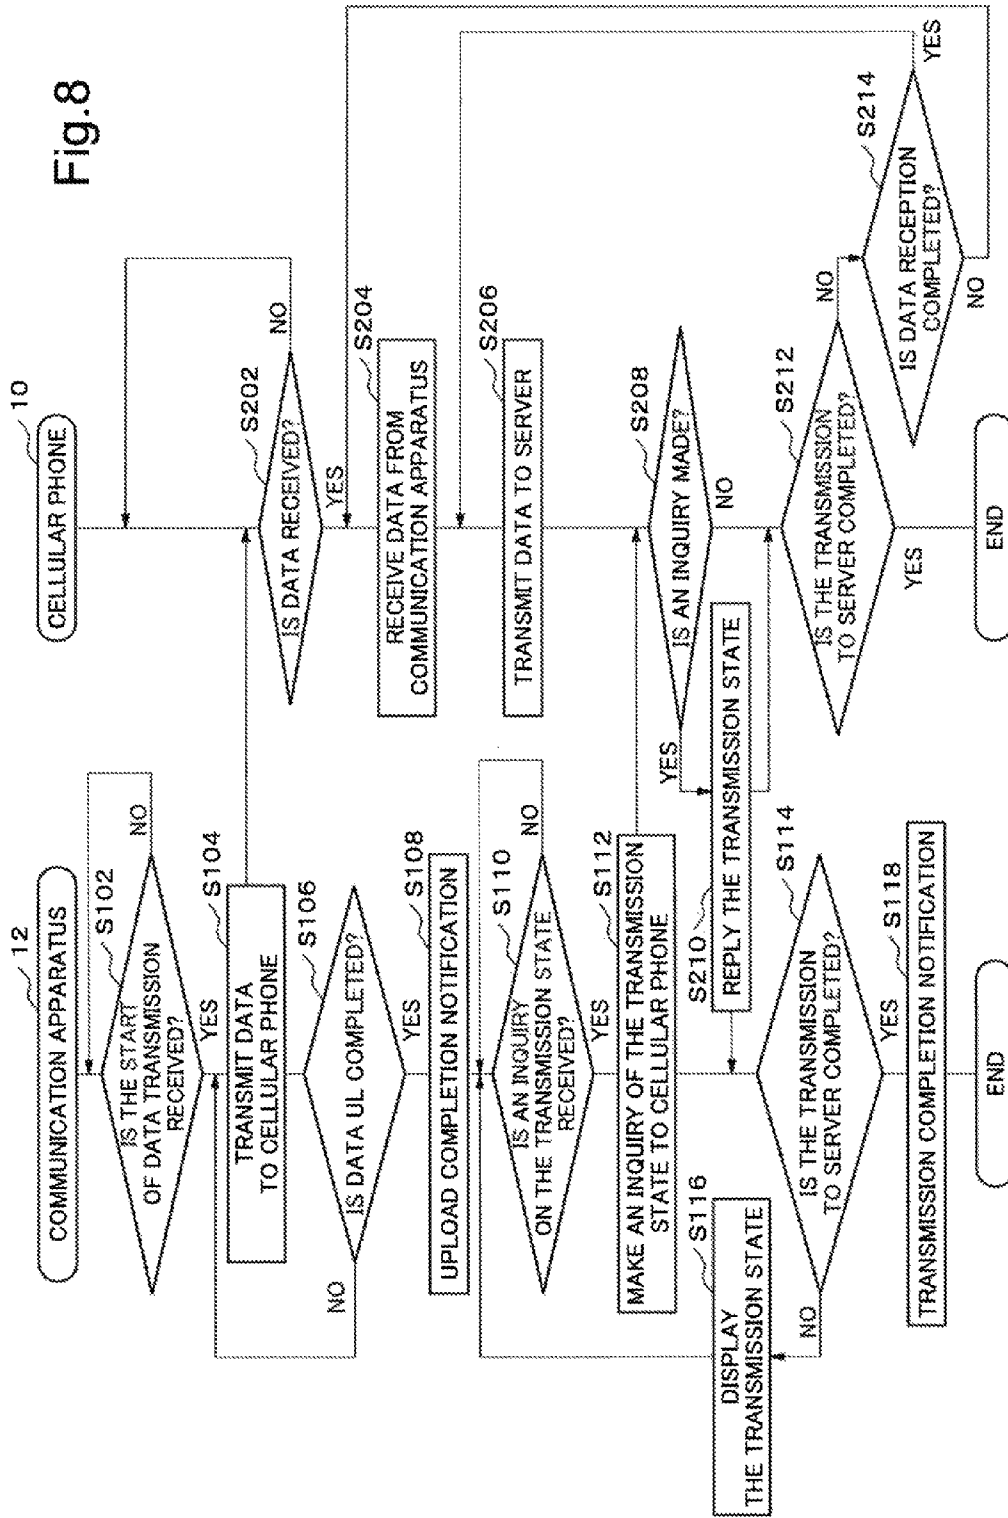 Fig.8
12
COMMUNICATION APPARATUS
S102
IS THE START
OF DATA TRANSMISSION
RECEIVED?
NO
YES
S104
TRANSMIT DATA
TO CELLULAR PHONE
S106
IS DATA UL COMPLETED?
NO
YES
S108
UPLOAD COMPLETION NOTIFICATION
S110
IS AN INQUIRY
ON THE TRANSMISSION STATE
RECEIVED?
NO
YES
S112
MAKE AN INQUIRY OF THE TRANSMISSION
STATE TO CELLULAR PHONE
S116
DISPLAY
THE TRANSMISSION STATE
S114
IS THE TRANSMISSION
TO SERVER COMPLETED?
NO
YES
S118
TRANSMISSION COMPLETION NOTIFICATION
END
10
CELLULAR PHONE
S202
IS DATA RECEIVED?
NO
YES
S204
RECEIVE DATA FROM
COMMUNICATION APPARATUS
S206
TRANSMIT DATA TO SERVER
S208
IS AN INQUIRY MADE?
YES
NO
S210
REPLY THE TRANSMISSION STATE
S212
IS THE TRANSMISSION
TO SERVER COMPLETED?
NO
YES
S214
IS DATA RECEPTION
COMPLETED?
YES
NO
END